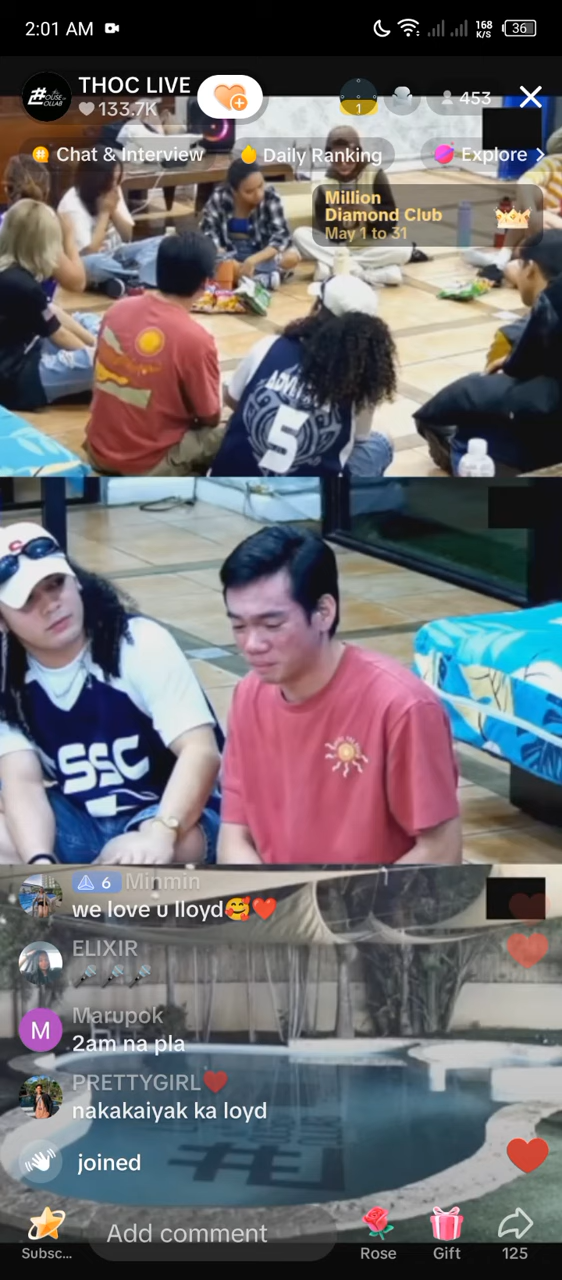 2:01 AM
168
K/S
36
THOC LIVE
133.7K
1
453
Chat & Interview
Daily Ranking
Explore
Million
Diamond Club
May 1 to 31
5
SSC
6 Minmin
we love u lloyd🥰❤️
ELIXIR
🎤🎤🎤
Marupok
M
2am na pla
PRETTYGIRL❤️
nakakaiyak ka loyd
joined
Add comment
Subsc...
Rose
Gift
125